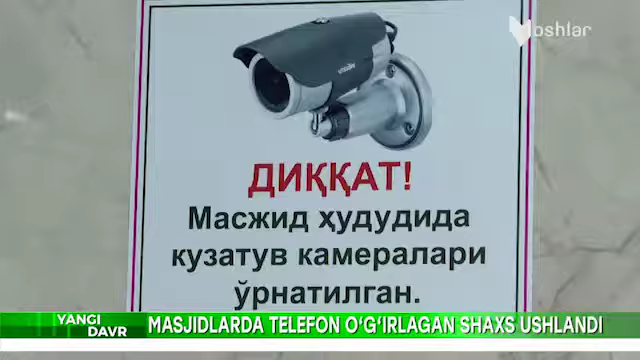 Yoshlar
ДИҚҚАТ!
Масжид ҳудудида
кузатув камералари
ўрнатилган.
YANGI
DAVR
MASJIDLARDA TELEFON O‘G‘IRLAGAN SHAXS USHLANDI